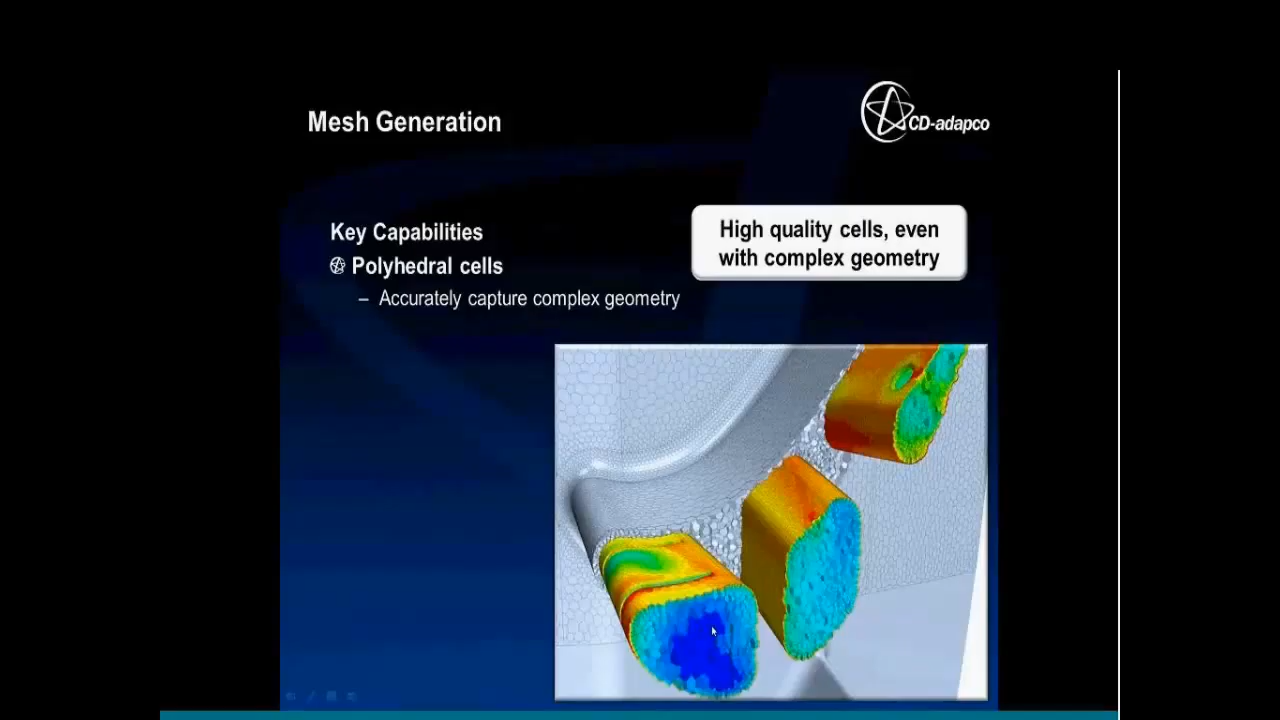 Mesh Generation
CD-adapco
Key Capabilities
Polyhedral cells
– Accurately capture complex geometry
High quality cells, even
with complex geometry